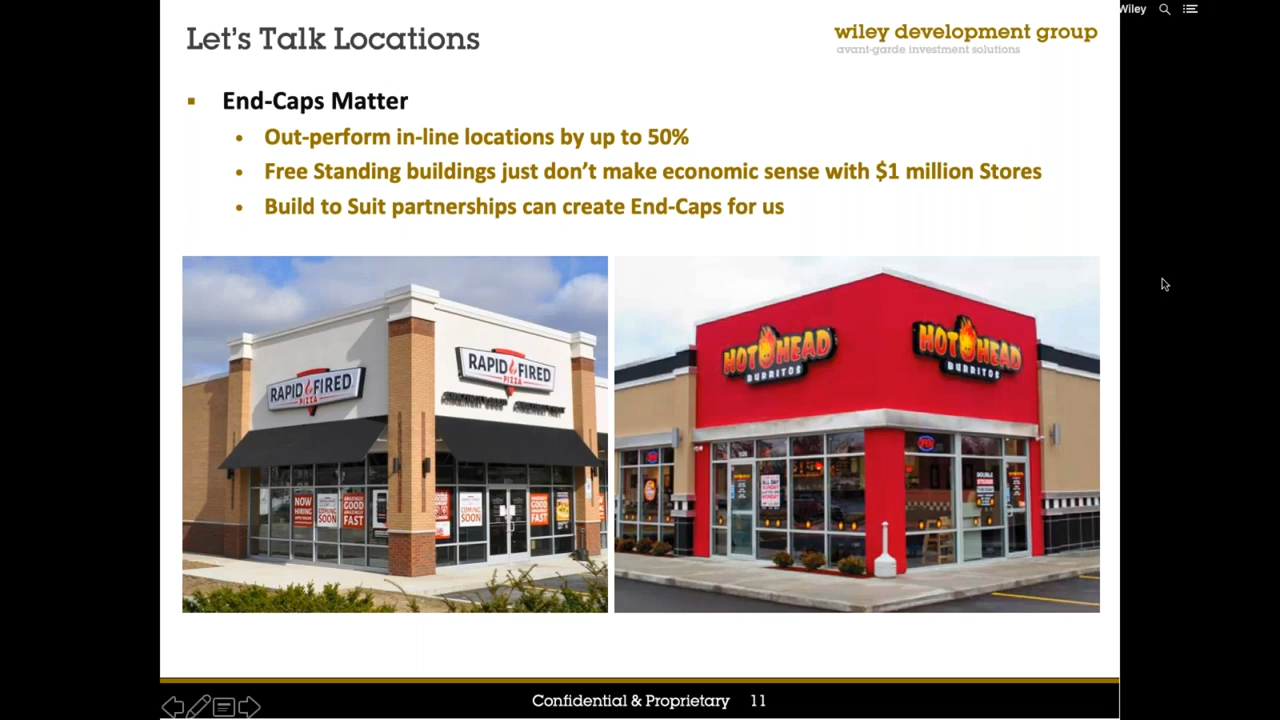 Wiley
Let's Talk Locations
wiley development group
avant-garde investment solutions
End-Caps Matter
Out-perform in-line locations by up to 50%
Free Standing buildings just don't make economic sense with $1 million Stores
Build to Suit partnerships can create End-Caps for us
RAPID FIRED
PIZZA
RAPID FIRED
PIZZA
NOW
HIRING
COMING
SOON
GOOD
FAST
COMING
SOON
GOOD
FAST
HOT HEAD
BURRITOS
HOT HEAD
BURRITOS
OPEN
DOUBLE
Confidential & Proprietary 11